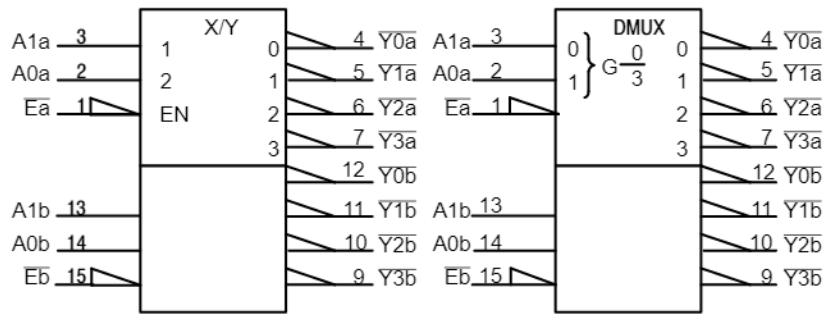 X/Y DMUX
A1a 3 1 0 4 Y0a A1a 3 0 } G 0/3 0 4 Y0a
A0a 2 2 1 5 Y1a A0a 2 1 1 5 Y1a
Ea 1 EN 2 6 Y2a Ea 1 2 6 Y2a
3 7 Y3a 3 7 Y3a
12 Y0b 12 Y0b
A1b 13 11 Y1b A1b 13 11 Y1b
A0b 14 10 Y2b A0b 14 10 Y2b
Eb 15 9 Y3b Eb 15 9 Y3b